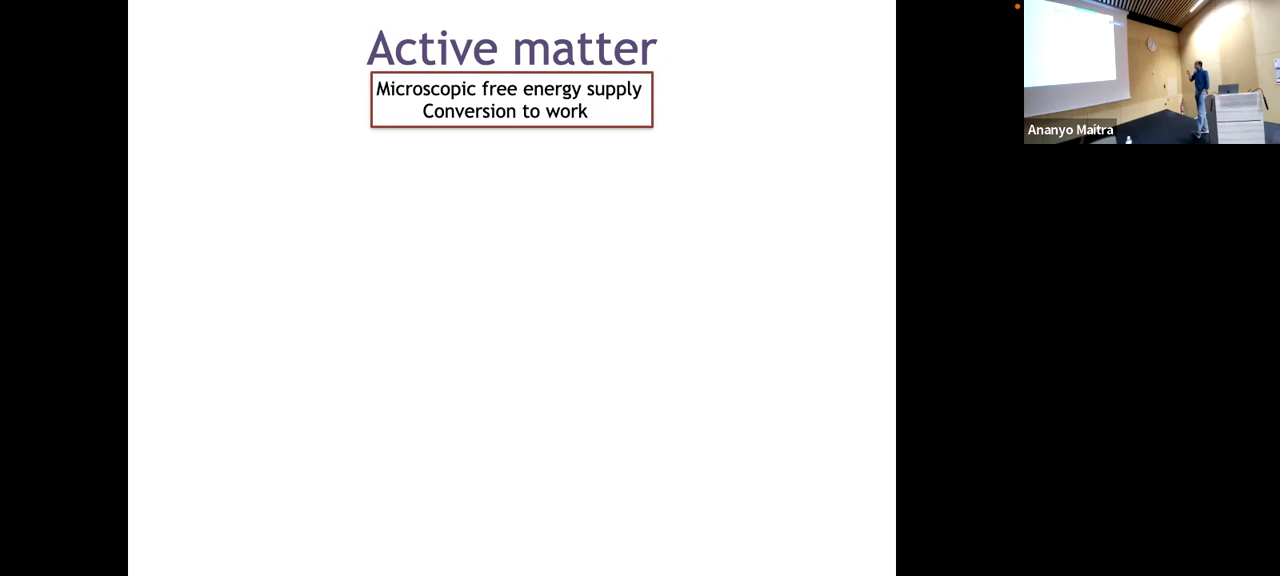 Active matter
Microscopic free energy supply
Conversion to work
Ananyo Maitra